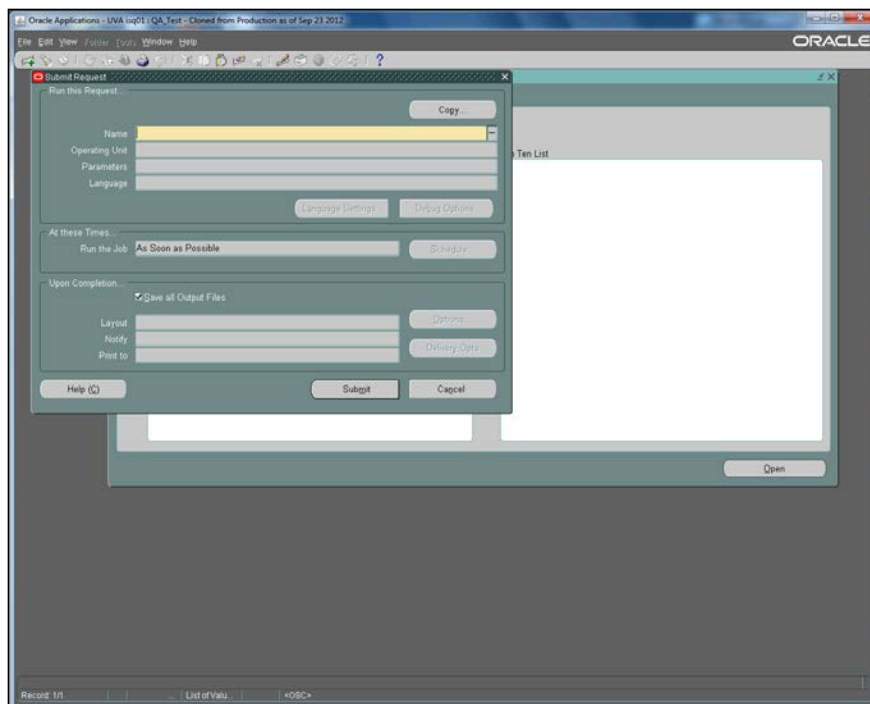 Oracle Applications - UVA isq01 : QA_Test - Cloned from Production as of Sep 23 2012
File Edit View Folder Tools Window Help
ORACLE
Submit Request
Run this Request...
Copy...
Name
Operating Unit
Parameters
Language
Language Settings
Debug Options
At these Times...
Run the Job As Soon as Possible
Schedule
Upon Completion...
Save all Output Files
Layout
Options
Notify
Delivery Opts
Print to
Help (C)
Submit
Cancel
Ten List
Open
Record: 1/1
...
List of Valu...
<OSC>